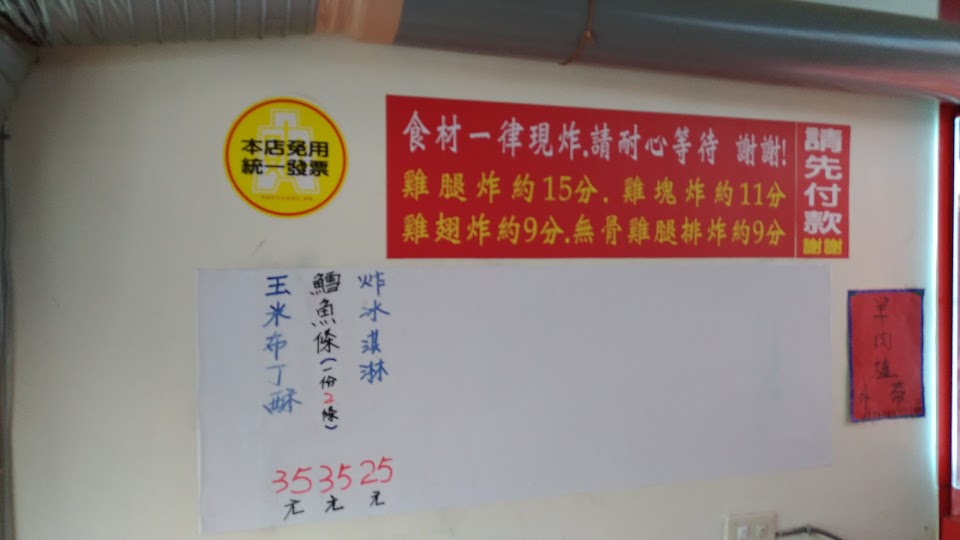 本店免用
統一發票
食材一律現炸.請耐心等待 謝謝!
雞腿炸約15分.雞塊炸約11分
雞翅炸約9分.無骨雞腿排炸約9分
請先付款
謝謝
炸冰淇淋 25元
鱈魚條(一份2條) 35元
玉米布丁酥 35元
羊肉爐
外帶